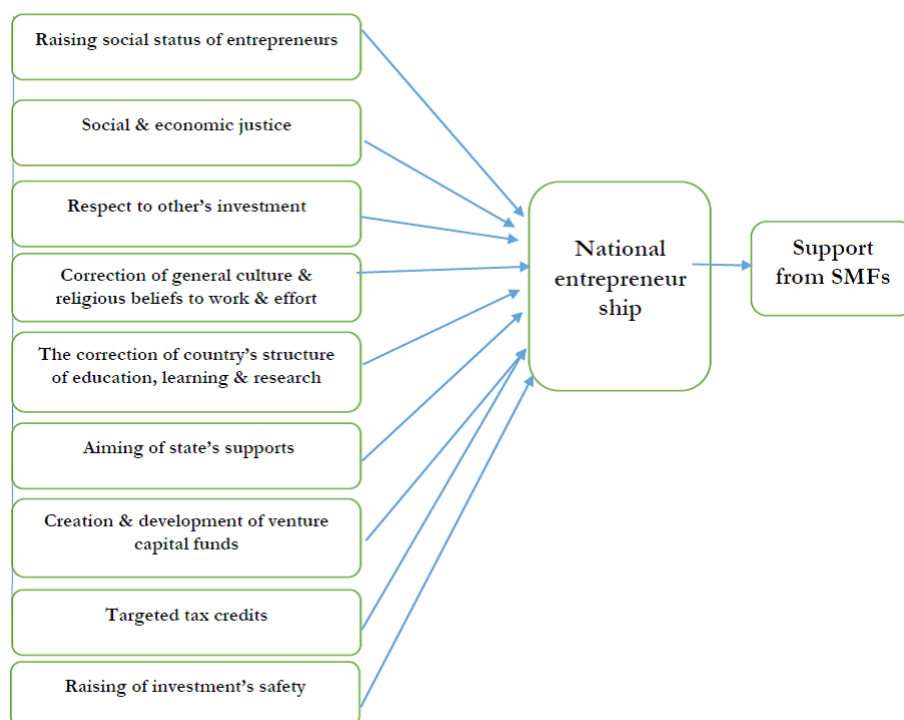 Raising social status of entrepreneurs
Social & economic justice
Respect to other's investment
Correction of general culture &
religious beliefs to work & effort
The correction of country's structure
of education, learning & research
Aiming of state's supports
Creation & development of venture
capital funds
Targeted tax credits
Raising of investment's safety
National
entrepreneur
ship
Support
from SMFs